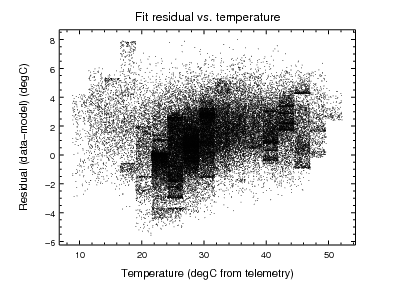 Fit residual vs. temperature
Residual (data-model) (degC)
8
6
4
2
0
-2
-4
-6
10 20 30 40 50
Temperature (degC from telemetry)